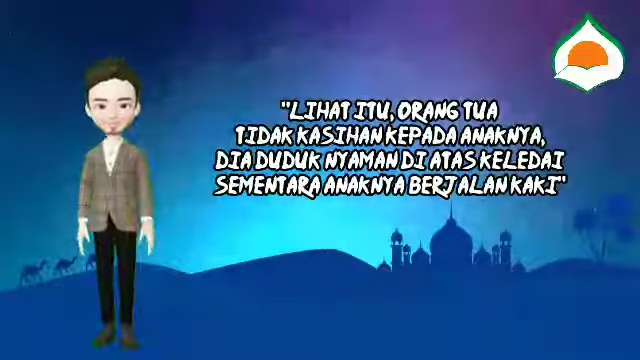 "LIHAT ITU, ORANG TUA
TIDAK KASIHAN KEPADA ANAKNYA,
DIA DUDUK NYAMAN DI ATAS KELEDAI
SEMENTARA ANAKNYA BERJALAN KAKI"